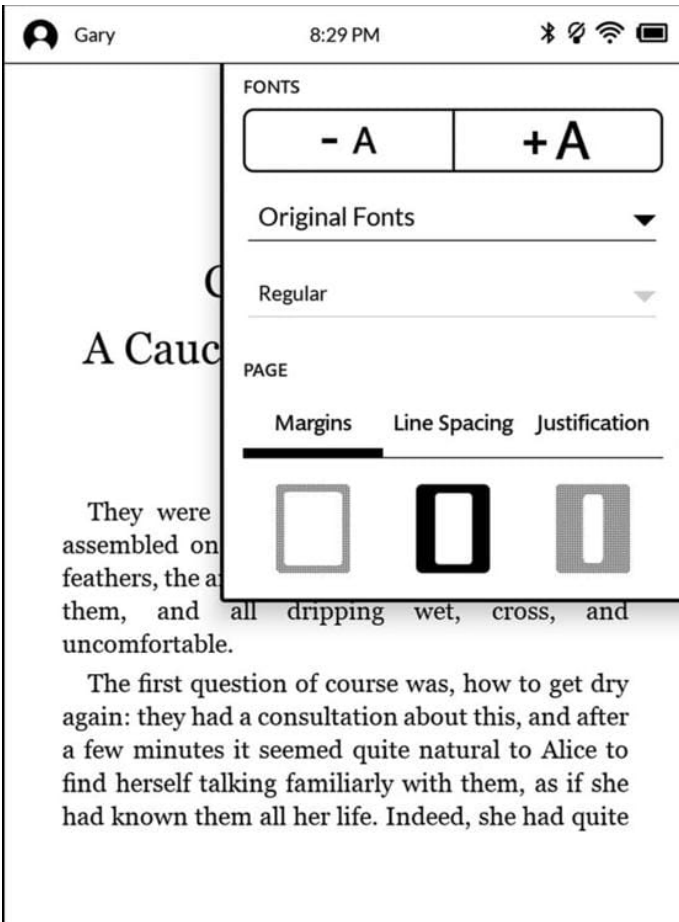 Gary 8:29 PM
FONTS
- A +A
Original Fonts
Regular
PAGE
Margins Line Spacing Justification
A
They were
assembled on
feathers, the
them, and all dripping wet, cross, and
uncomfortable.
The first question of course was, how to get dry
again: they had a consultation about this, and after
a few minutes it seemed quite natural to Alice to
find herself talking familiarly with them, as if she
had known them all her life. Indeed, she had quite